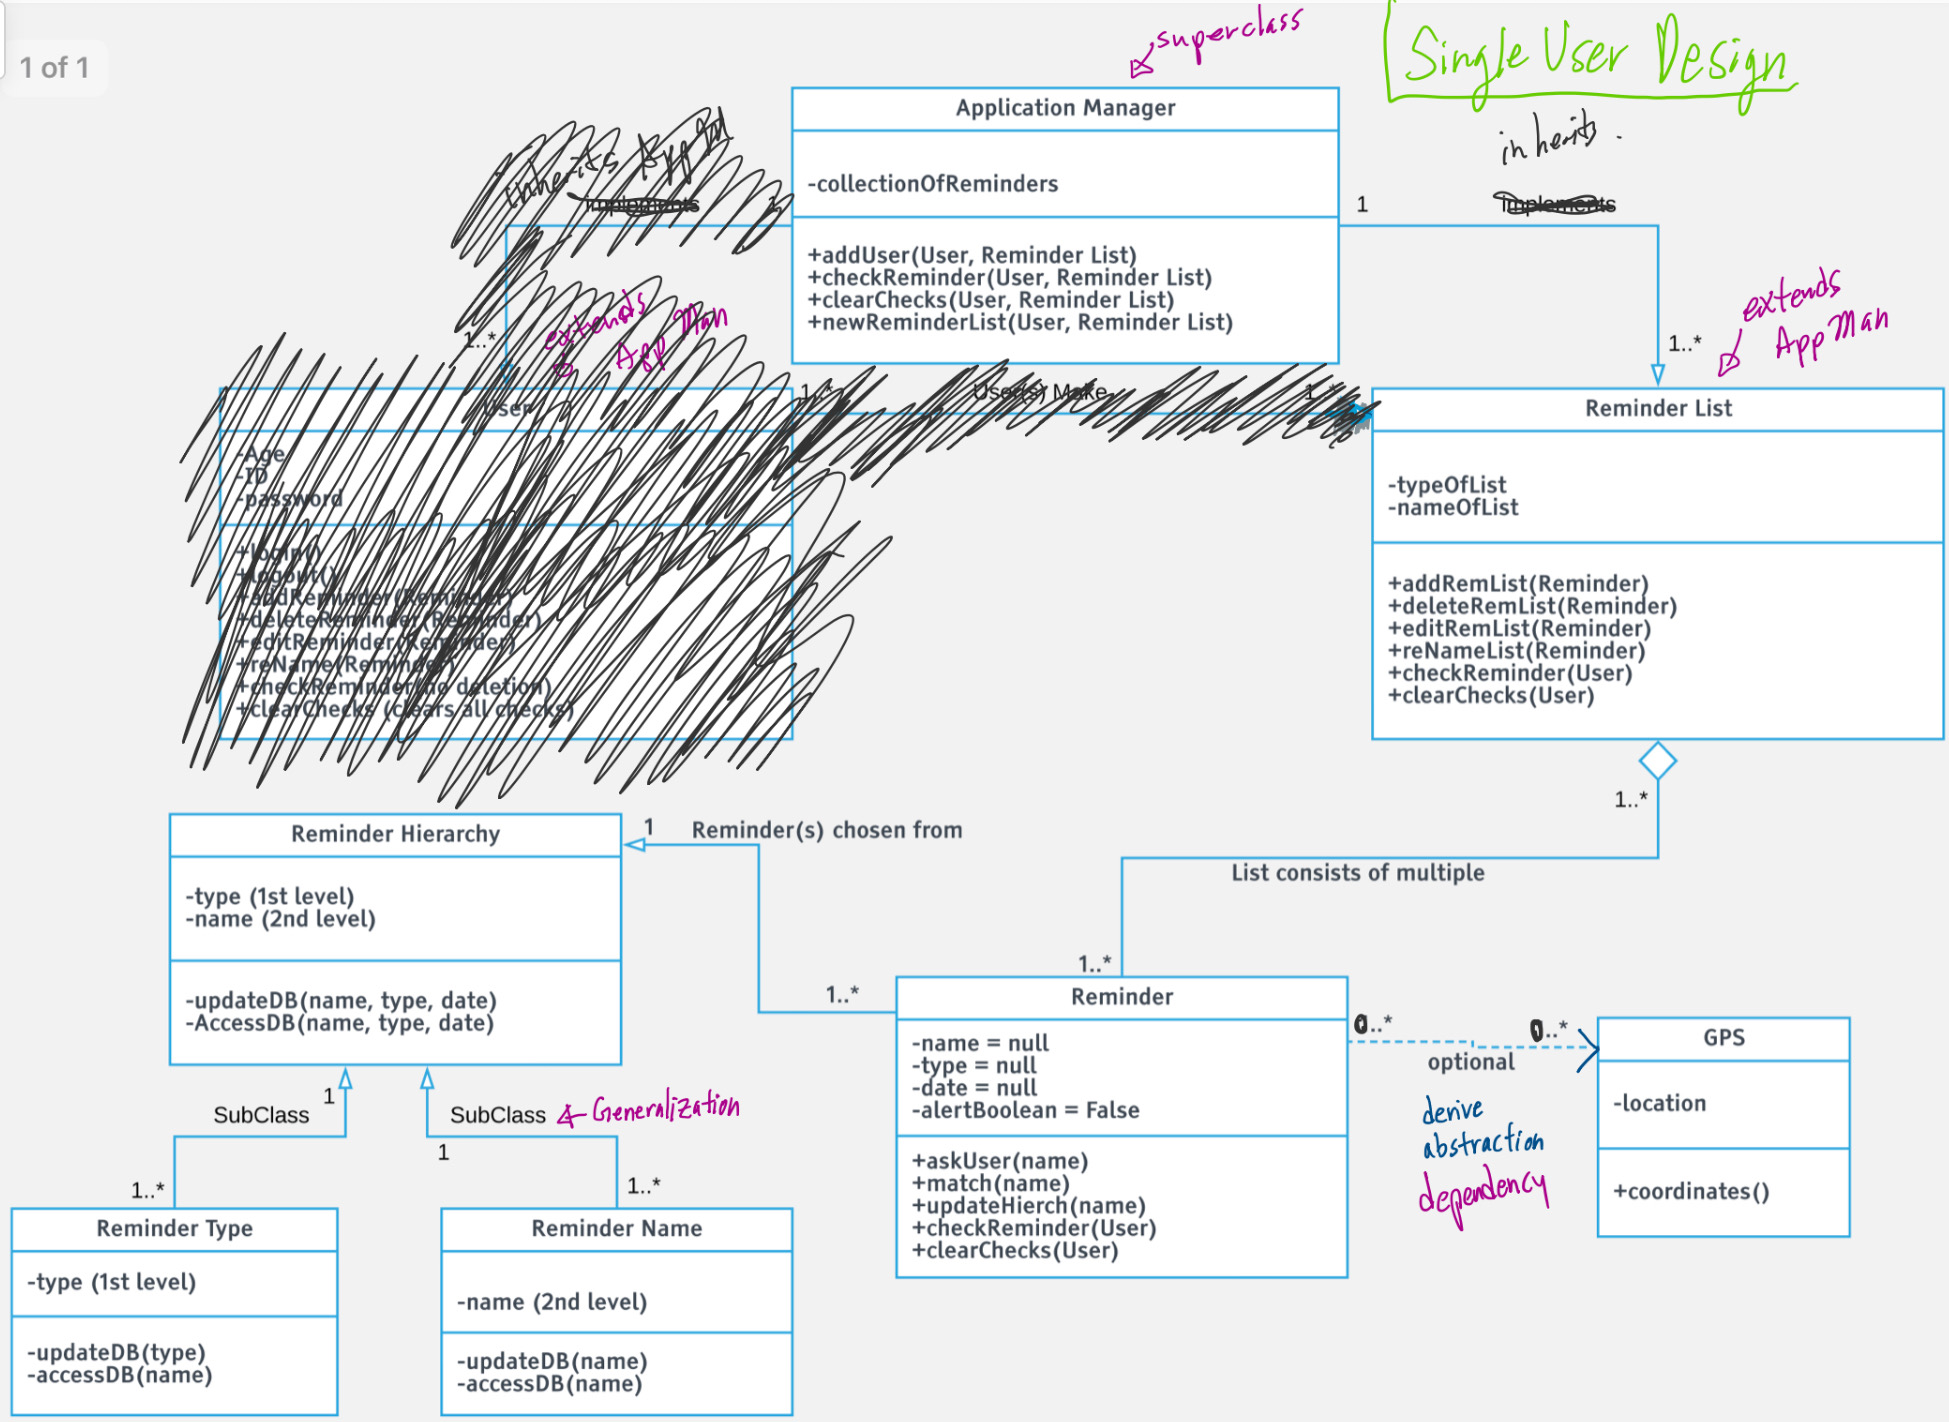 1 of 1
superclass
Single User Design
Application Manager
-collectionOfReminders
+addUser(User, Reminder List)
+checkReminder(User, Reminder List)
+clearChecks(User, Reminder List)
+newReminderList(User, Reminder List)
inherits App M
implements
1
1..*
extends
App Man
inherits.
implements
1
1..*
extends
App Man
User
-Age
-ID
-password
+login()
+logout()
+addReminder(Reminder)
+deleteReminder(Reminder)
+editReminder(Reminder)
+reName(Reminder)
+checkReminder(no deletion)
+clearChecks (clears all checks)
1..*
User(s) Make
1..*
Reminder List
-typeOfList
-nameOfList
+addRemList(Reminder)
+deleteRemList(Reminder)
+editRemList(Reminder)
+reNameList(Reminder)
+checkReminder(User)
+clearChecks(User)
1..*
List consists of multiple
1..*
Reminder Hierarchy
-type (1st level)
-name (2nd level)
-updateDB(name, type, date)
-AccessDB(name, type, date)
1
Reminder(s) chosen from
1..*
Reminder
-name = null
-type = null
-date = null
-alertBoolean = False
+askUser(name)
+match(name)
+updateHierch(name)
+checkReminder(User)
+clearChecks(User)
0..*
0..*
optional
derive
abstraction
dependency
GPS
-location
+coordinates()
SubClass
1
1..*
SubClass
Generalization
1
1..*
Reminder Type
-type (1st level)
-updateDB(type)
-accessDB(name)
Reminder Name
-name (2nd level)
-updateDB(name)
-accessDB(name)